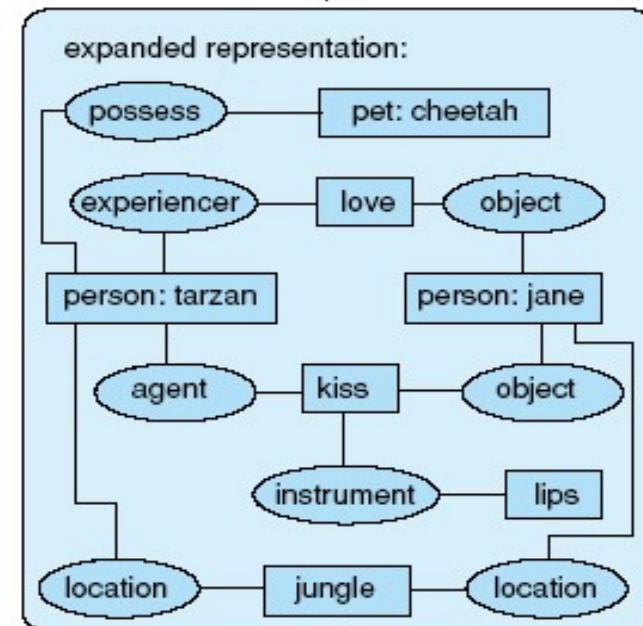 expanded representation:
possess pet: cheetah
experiencer love object
person: tarzan person: jane
agent kiss object
instrument lips
location jungle location